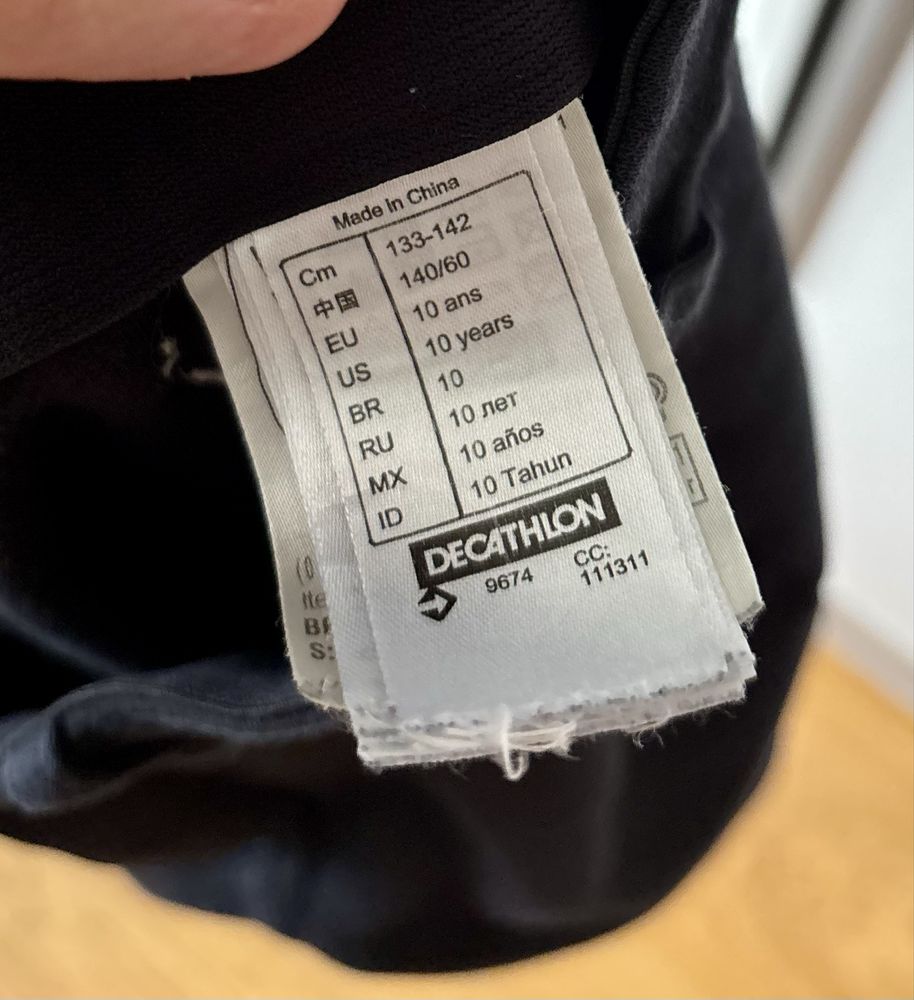 Made in China
Cm 133-142
中国 140/60
EU 10 ans
US 10 years
BR 10
RU 10 лет
MX 10 años
ID 10 Tahun
DECATHLON
9674 CC:
111311
S: